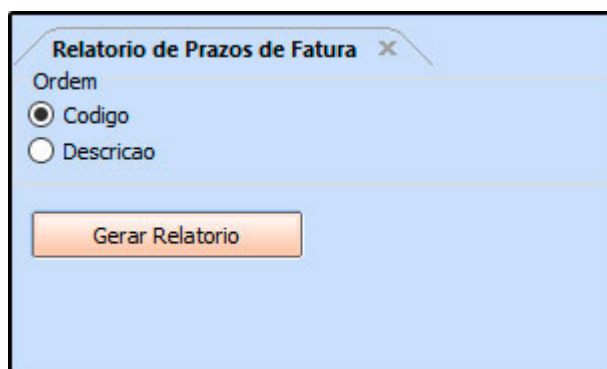 Relatorio de Prazos de Fatura
Ordem
Codigo
Descricao
Gerar Relatorio